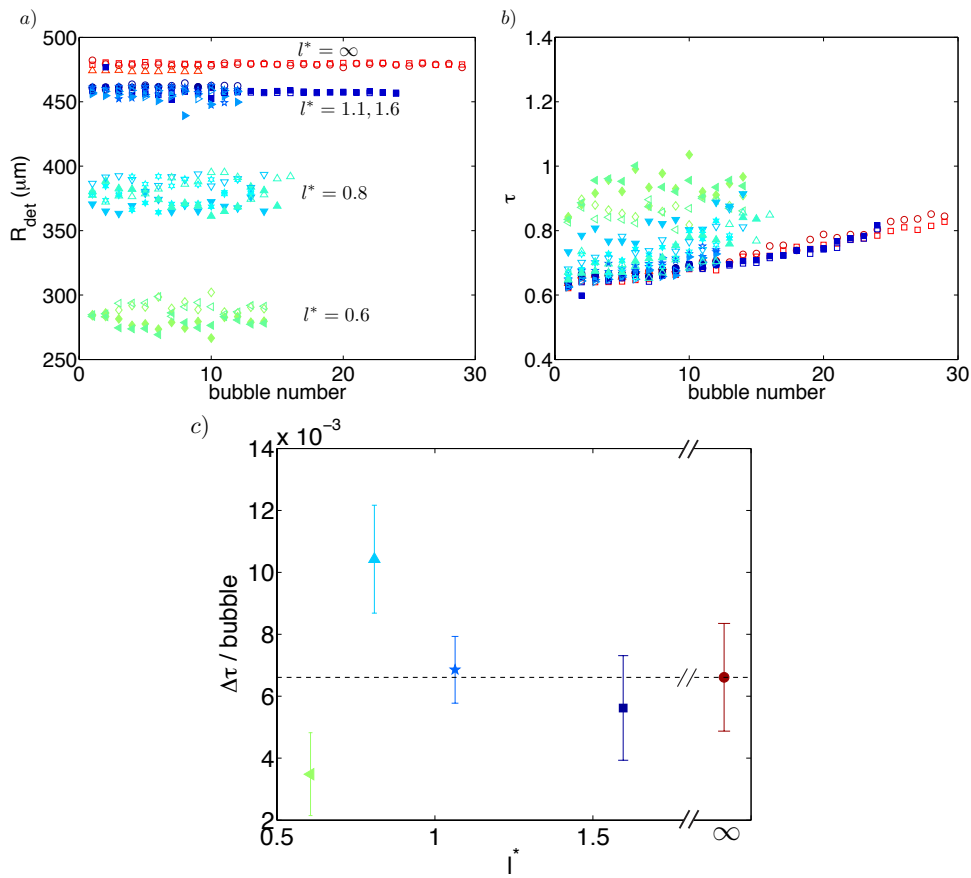 a)
R_det (μm)
500
450
400
350
300
250
l* = ∞
l* = 1.1, 1.6
l* = 0.8
l* = 0.6
0 10 20 30
bubble number
b)
τ
1.4
1.2
1
0.8
0.6
0.4
0 10 20 30
bubble number
c)
14 x 10⁻³
12
10
8
6
4
2
Δτ / bubble
0.5 1 1.5 ∞
l*